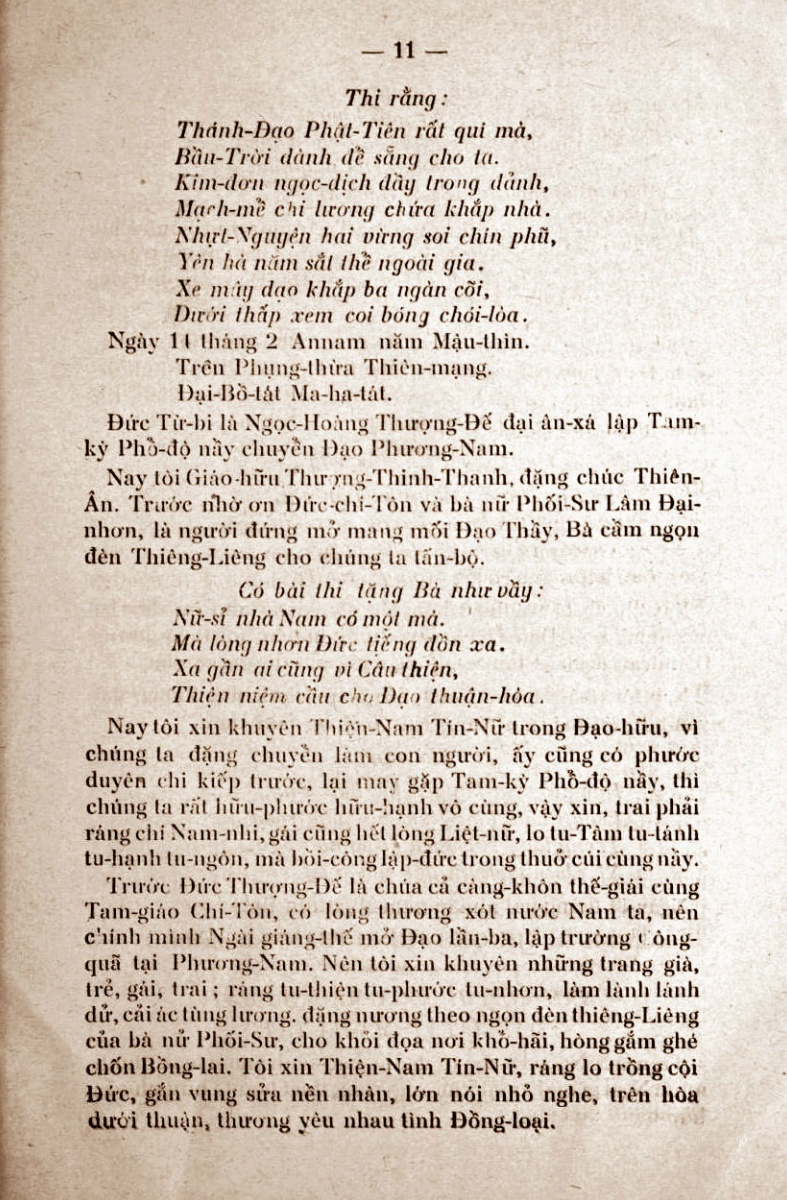 — 11 —
Thi rằng :
Thánh-Đạo Phật-Tiên rất qui mà,
Bầu-Trời dành để sẵng cho ta.
Kim-đơn ngọc-dịch đầy trong đảnh,
Mạch-mề chi lương chứa khắp nhà.
Nhựt-Nguyện hai vừng soi chín phũ,
Yên hà năm sắt thề ngoài gia.
Xe mây dạo khắp ba ngàn cõi,
Dưới thắp xem coi bóng chói-lòa.
Ngày 11 tháng 2 Annam năm Mậu-thìn.
Trên Phụng-thừa Thiên-mạng.
Đại-Bồ-tát Ma-ha-tát.
Đức Từ-bi là Ngọc-Hoàng Thượng-Đế đại ân-xá lập Tam-
kỳ Phồ-độ nầy chuyền Đạo Phương-Nam.
Nay tôi Giáo-hữu Thượng-Thinh-Thanh, đặng chúc Thiên-
Ân. Trước nhờ ơn Đức-chí-Tôn và bà nữ Phối-Sư Lâm Đại-
nhơn, là người đứng mở mang mối Đạo Thầy, Bà cầm ngọn
đèn Thiêng-Liêng cho chúng ta tấn-bộ.
Có bài thi tặng Bà như vầy :
Nữ-sỉ nhà Nam có một mà.
Mà lòng nhơn Đức tiếng đồn xa.
Xa gần ai cũng vì Câu thiện,
Thiện niệm cầu cho Đạo thuận-hòa.
Nay tôi xin khuyên Thiện-Nam Tín-Nữ trong Đạo-hữu, vì
chúng ta đặng chuyền làm con người, ấy cũng có phước
duyên chi kiếp trước, lại may gặp Tam-kỳ Phồ-độ nầy, thì
chúng ta rất hữu-phước hữu-hạnh vô cùng, vậy xin, trai phải
ráng chí Nam-nhi, gái cũng hết lòng Liệt-nữ, lo tu-Tâm tu-tánh
tu-hạnh tu-ngôn, mà bồi-công lập-đức trong thuở cúi cùng nầy.
Trước Đức Thượng-Đế là chúa cả càng-khôn thế-giái cùng
Tam-giáo Chí-Tôn, có lòng thương xót nước Nam ta, nên
chính mình Ngài giáng-thế mở Đạo lần-ba, lập trường Công-
quã tại Phương-Nam. Nên tôi xin khuyên những trang già,
trẻ, gái, trai ; ráng tu-thiện tu-phước tu-nhơn, làm lành lánh
dử, cải ác tùng lương. đặng nương theo ngọn đèn thiêng-Liêng
của bà nử Phối-Sư, cho khỏi đọa nơi khồ-hãi, hòng gắm ghé
chốn Bồng-lai. Tôi xin Thiện-Nam Tín-Nữ, ráng lo trồng cội
Đức, gắn vung sửa nền nhàn, lớn nói nhỏ nghe, trên hòa
dưới thuận, thương yêu nhau tình Đồng-loại.